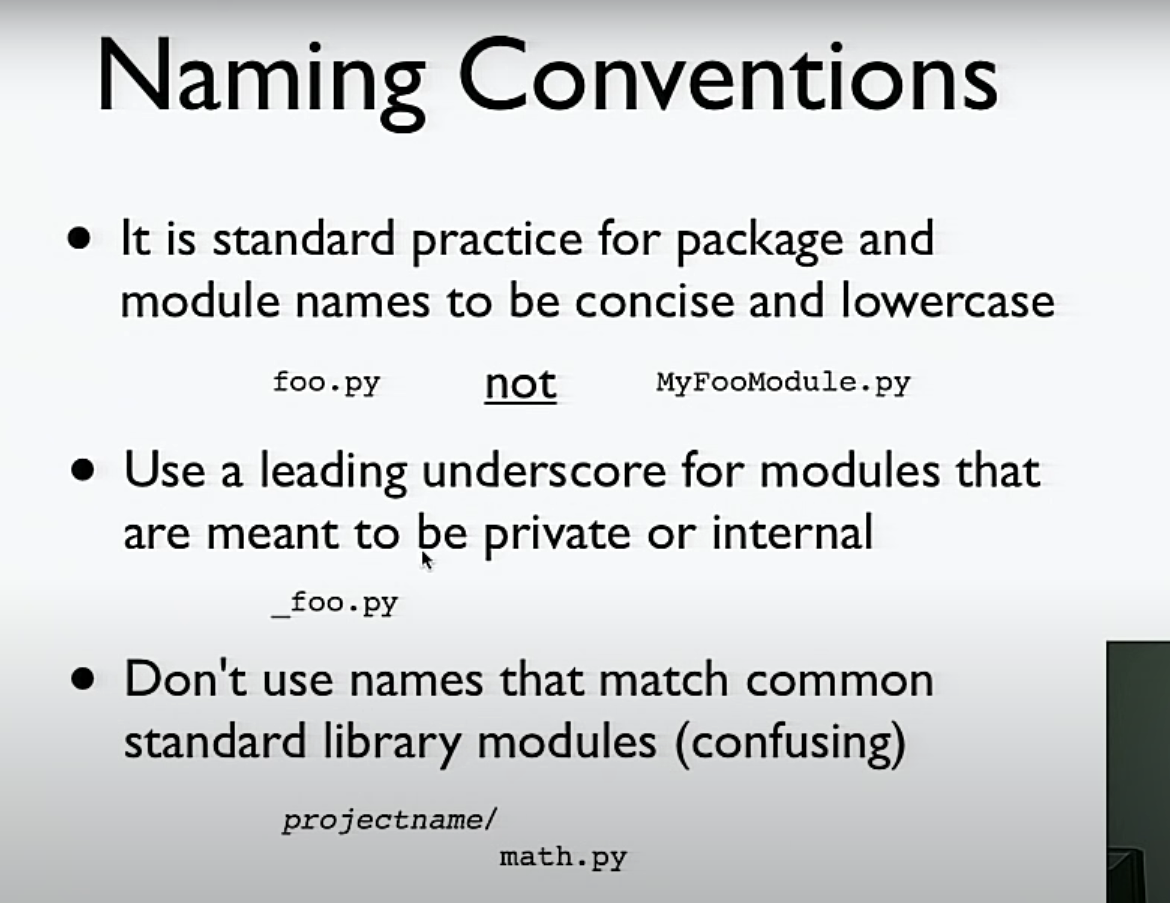 Naming Conventions
• It is standard practice for package and
module names to be concise and lowercase
foo.py not MyFooModule.py
• Use a leading underscore for modules that
are meant to be private or internal
_foo.py
• Don't use names that match common
standard library modules (confusing)
projectname/
math.py